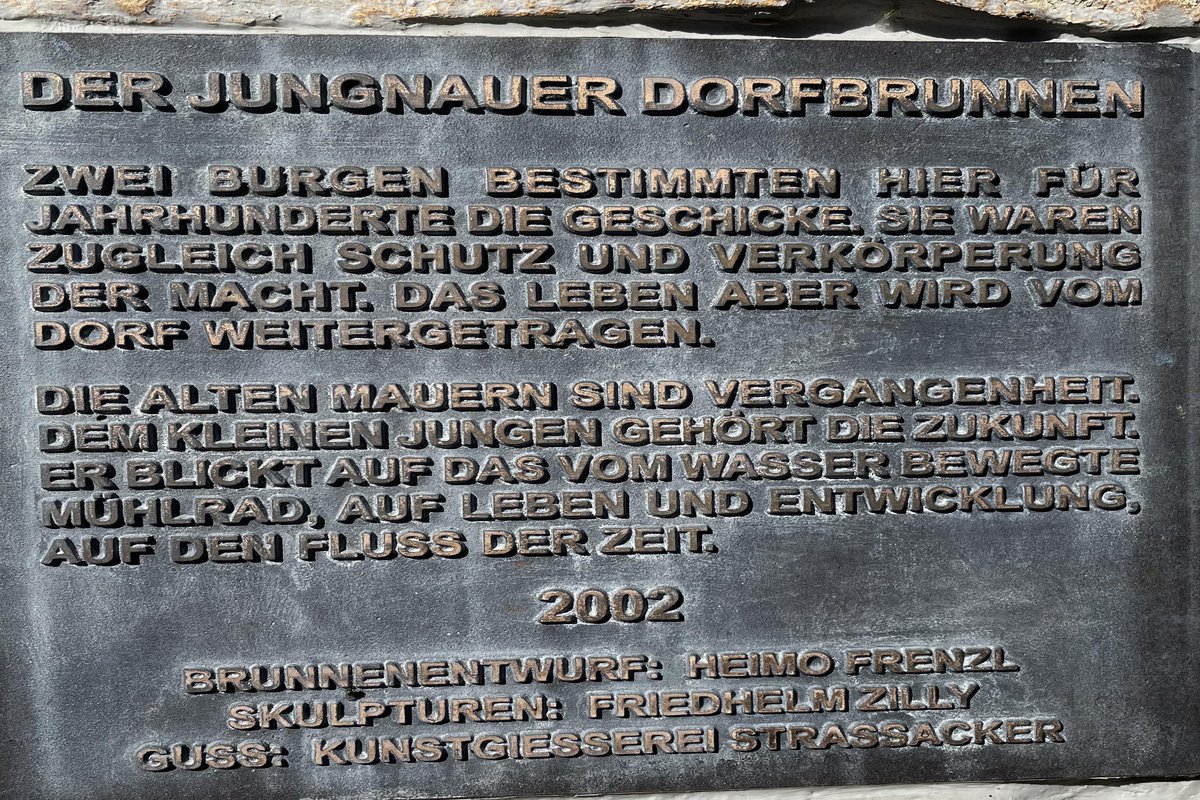 DER JUNGNAUER DORFBRUNNEN
ZWEI BURGEN BESTIMMTEN HIER FÜR
JAHRHUNDERTE DIE GESCHICKE. SIE WAREN
ZUGLEICH SCHUTZ UND VERKÖRPERUNG
DER MACHT. DAS LEBEN ABER WIRD VOM
DORF WEITERGETRAGEN.
DIE ALTEN MAUERN SIND VERGANGENHEIT.
DEM KLEINEN JUNGEN GEHÖRT DIE ZUKUNFT.
ER BLICKT AUF DAS VOM WASSER BEWEGTE
MÜHLRAD, AUF LEBEN UND ENTWICKLUNG,
AUF DEN FLUSS DER ZEIT.
2002
BRUNNENENTWURF: HEIMO FRENZL
SKULPTUREN: FRIEDHELM ZILLY
GUSS: KUNSTGIESSEREI STRASSACKER